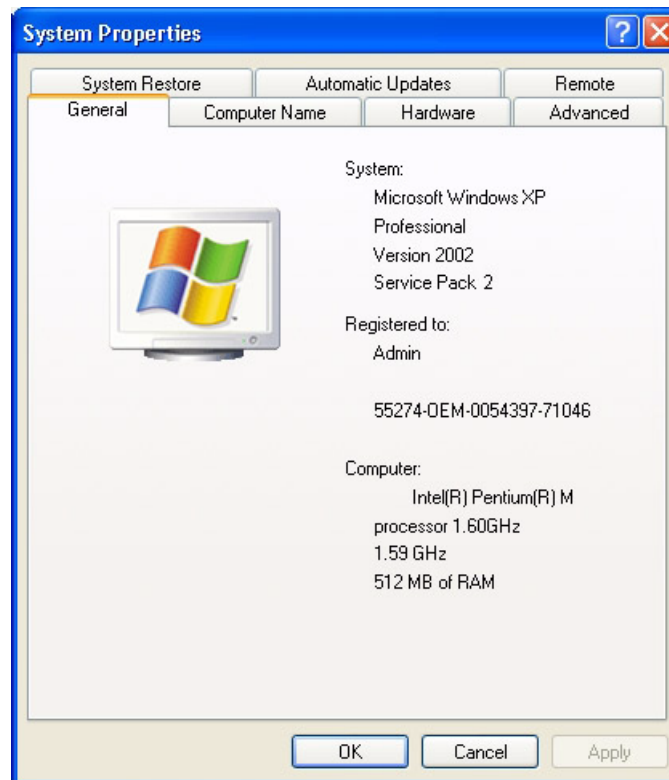 System Properties
System Restore Automatic Updates Remote
General Computer Name Hardware Advanced
System:
Microsoft Windows XP
Professional
Version 2002
Service Pack 2
Registered to:
Admin
55274-OEM-0054397-71046
Computer:
Intel(R) Pentium(R) M
processor 1.60GHz
1.59 GHz
512 MB of RAM
OK Cancel Apply